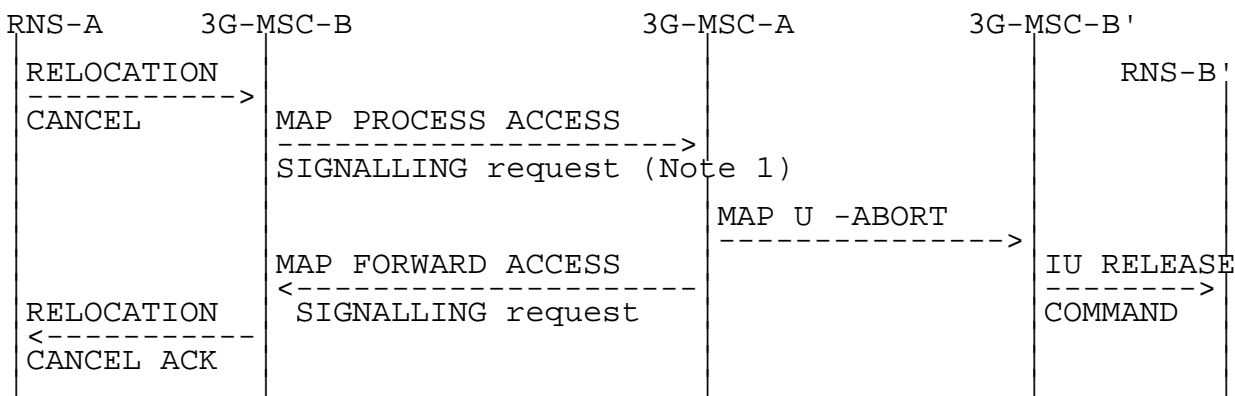 RNS-A 3G-MSC-B 3G-MSC-A 3G-MSC-B'
RELOCATION RNS-B'
CANCEL MAP PROCESS ACCESS
SIGNALLING request (Note 1)
MAP U -ABORT
MAP FORWARD ACCESS IU RELEASE
RELOCATION SIGNALLING request COMMAND
CANCEL ACK